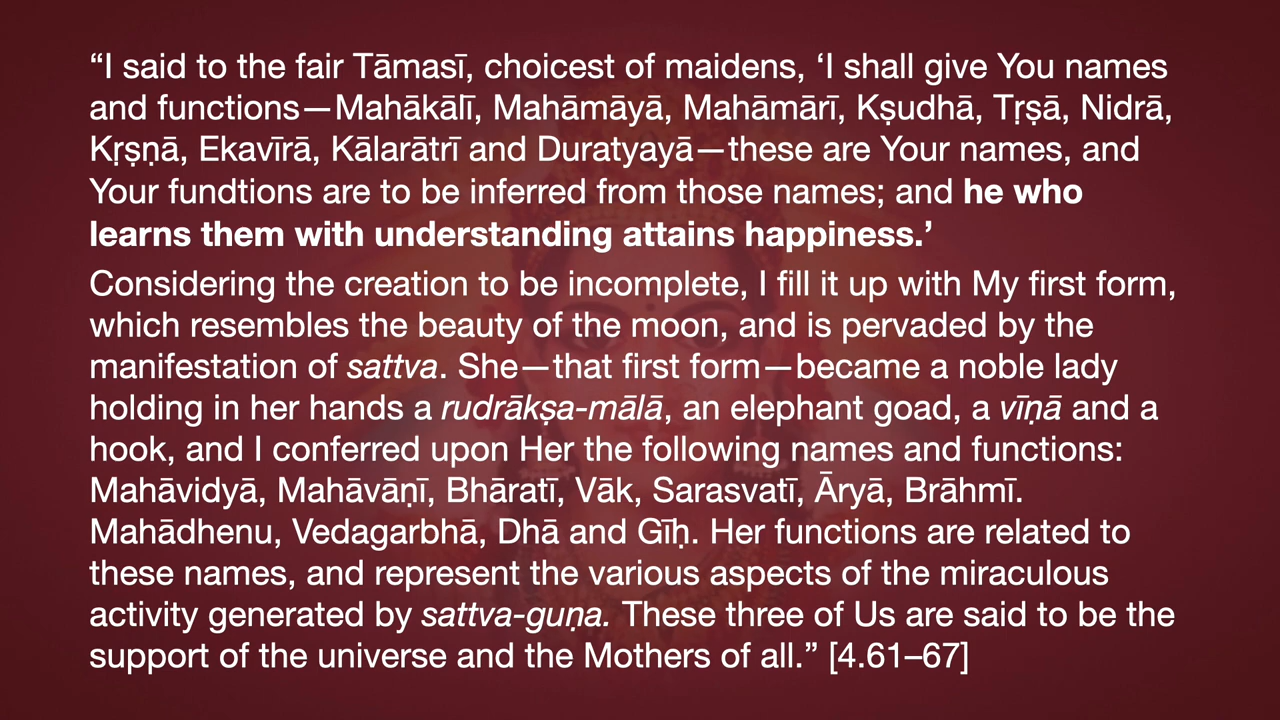 “I said to the fair Tāmasī, choicest of maidens, ‘I shall give You names
and functions—Mahākālī, Mahāmāyā, Mahāmārī, Kṣudhā, Tṛṣā, Nidrā,
Kṛṣṇā, Ekavīrā, Kālarātrī and Duratyayā—these are Your names, and
Your fundtions are to be inferred from those names; and he who
learns them with understanding attains happiness.’
Considering the creation to be incomplete, I fill it up with My first form,
which resembles the beauty of the moon, and is pervaded by the
manifestation of sattva. She—that first form—became a noble lady
holding in her hands a rudrākṣa-mālā, an elephant goad, a vīṇā and a
hook, and I conferred upon Her the following names and functions:
Mahāvidyā, Mahāvāṇī, Bhāratī, Vāk, Sarasvatī, Āryā, Brāhmī.
Mahādhenu, Vedagarbhā, Dhā and Gīḥ. Her functions are related to
these names, and represent the various aspects of the miraculous
activity generated by sattva-guṇa. These three of Us are said to be the
support of the universe and the Mothers of all.” [4.61–67]